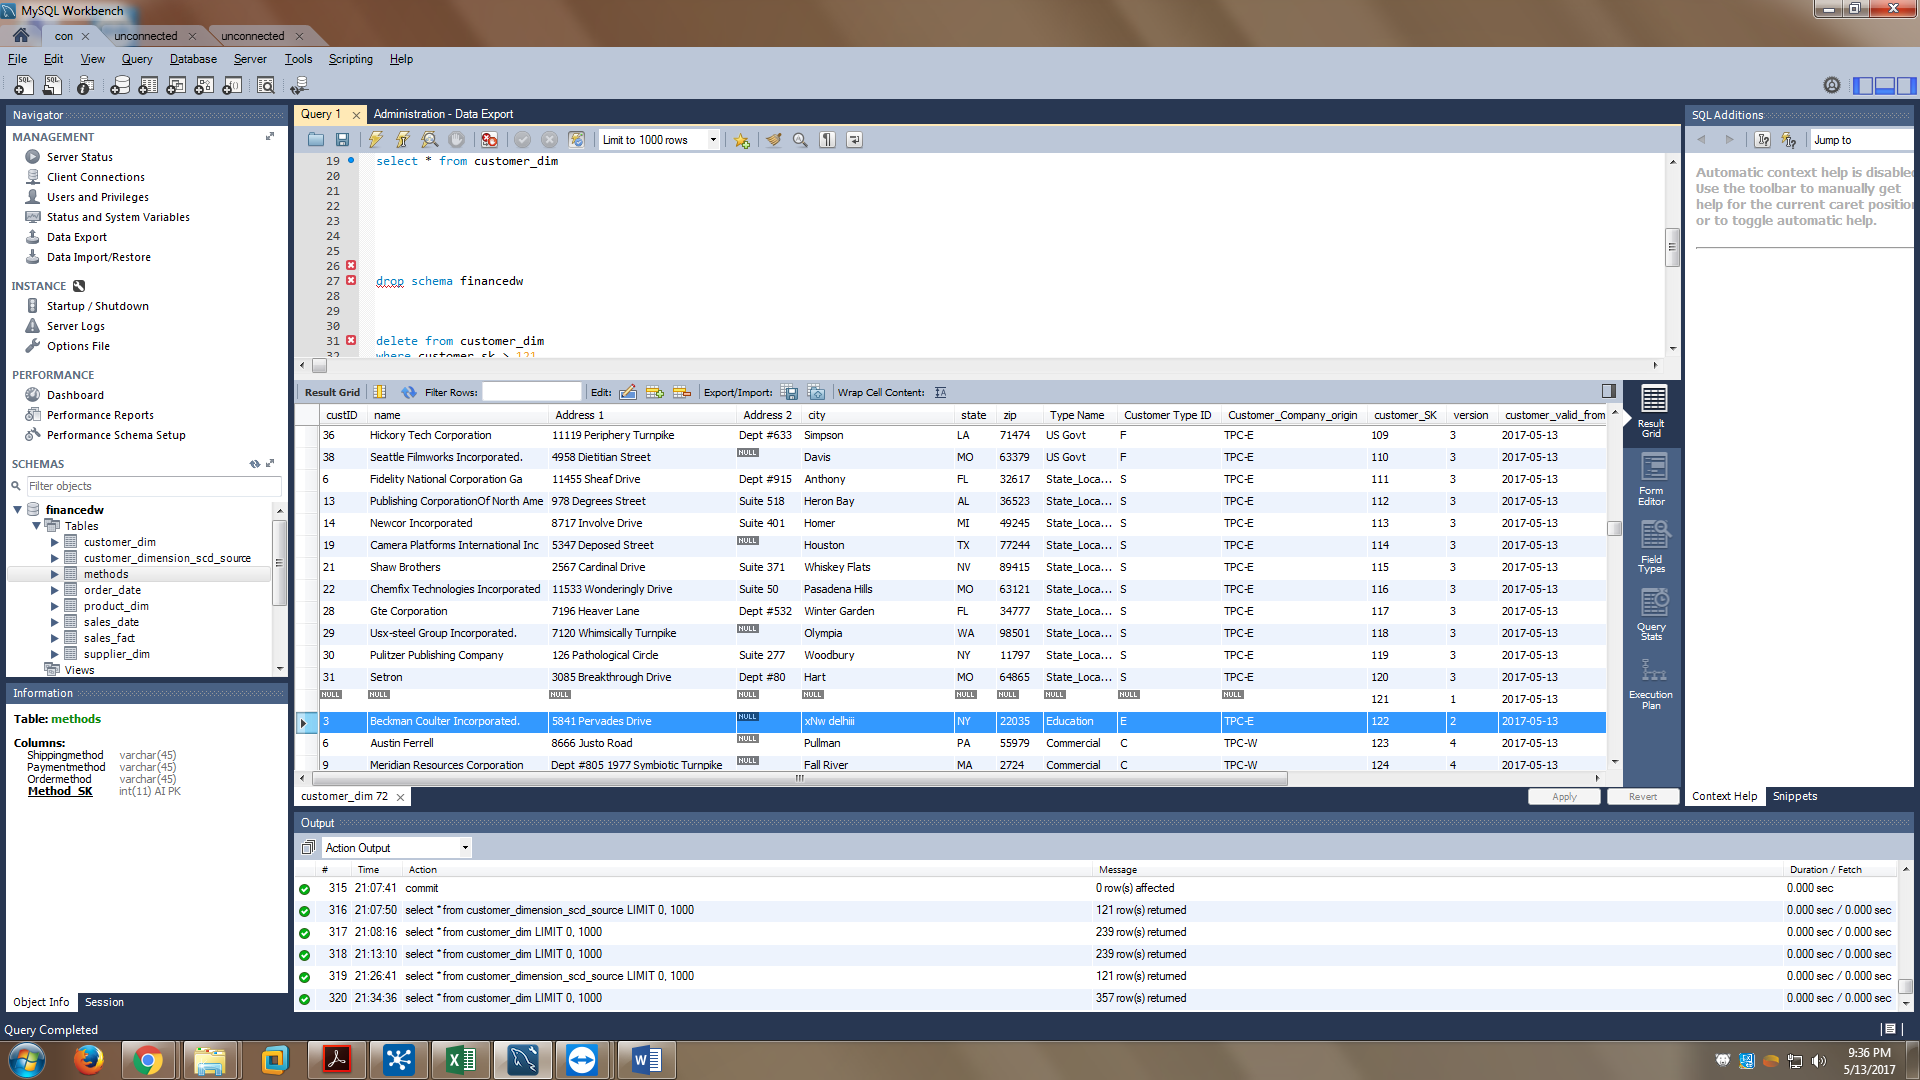 MySQL Workbench
con
unconnected
unconnected
File Edit View Query Database Server Tools Scripting Help
Navigator
MANAGEMENT
Server Status
Client Connections
Users and Privileges
Status and System Variables
Data Export
Data Import/Restore
INSTANCE
Startup / Shutdown
Server Logs
Options File
PERFORMANCE
Dashboard
Performance Reports
Performance Schema Setup
SCHEMAS
Filter objects
financedw
Tables
customer_dim
customer_dimension_scd_source
methods
order_date
product_dim
sales_date
sales_fact
supplier_dim
Views
Information
Table: methods
Columns:
Shippingmethod varchar(45)
Paymentmethod varchar(45)
Ordermethod varchar(45)
Method_SK int(11) AI PK
Object Info Session
Query Completed
Query 1 Administration - Data Export
Limit to 1000 rows
19 select * from customer_dim
20
21
22
23
24
25
26
27 drop schema financedw
28
29
30
31 delete from customer_dim
32 where customer_sk > 121
Result Grid Filter Rows: Edit: Export/Import: Wrap Cell Content:
custID name Address 1 Address 2 city state zip Type Name Customer Type ID Customer_Company_origin customer_SK version customer_valid_from
36 Hickory Tech Corporation 11119 Periphery Turnpike Dept #633 Simpson LA 71474 US Govt F TPC-E 109 3 2017-05-13
38 Seattle Filmworks Incorporated. 4958 Dietitian Street NULL Davis MO 63379 US Govt F TPC-E 110 3 2017-05-13
6 Fidelity National Corporation Ga 11455 Sheaf Drive Dept #915 Anthony FL 32617 State_Loca... S TPC-E 111 3 2017-05-13
13 Publishing CorporationOf North Ame 978 Degrees Street Suite 518 Heron Bay AL 36523 State_Loca... S TPC-E 112 3 2017-05-13
14 Newcor Incorporated 8717 Involve Drive Suite 401 Homer MI 49245 State_Loca... S TPC-E 113 3 2017-05-13
19 Camera Platforms International Inc 5347 Deposed Street NULL Houston TX 77244 State_Loca... S TPC-E 114 3 2017-05-13
21 Shaw Brothers 2567 Cardinal Drive Suite 371 Whiskey Flats NV 89415 State_Loca... S TPC-E 115 3 2017-05-13
22 Chemfix Technologies Incorporated 11533 Wonderingly Drive Suite 50 Pasadena Hills MO 63121 State_Loca... S TPC-E 116 3 2017-05-13
28 Gte Corporation 7196 Heaver Lane Dept #532 Winter Garden FL 34777 State_Loca... S TPC-E 117 3 2017-05-13
29 Usx-steel Group Incorporated. 7120 Whimsically Turnpike NULL Olympia WA 98501 State_Loca... S TPC-E 118 3 2017-05-13
30 Pulitzer Publishing Company 126 Pathological Circle Suite 277 Woodbury NY 11797 State_Loca... S TPC-E 119 3 2017-05-13
31 Setron 3085 Breakthrough Drive Dept #80 Hart MO 64865 State_Loca... S TPC-E 120 3 2017-05-13
NULL NULL NULL NULL NULL NULL NULL NULL NULL NULL 121 1 2017-05-13
3 Beckman Coulter Incorporated. 5841 Pervades Drive NULL xNw delhiii NY 22035 Education E TPC-E 122 2 2017-05-13
6 Austin Ferrell 8666 Justo Road NULL Pullman PA 55979 Commercial C TPC-W 123 4 2017-05-13
9 Meridian Resources Corporation Dept #805 1977 Symbiotic Turnpike NULL Fall River MA 2724 Commercial C TPC-W 124 4 2017-05-13
customer_dim 72
Apply Revert
Result Grid
Form Editor
Field Types
Query Stats
Execution Plan
SQL Additions
Jump to
Automatic context help is disabled
Use the toolbar to manually get
help for the current caret position
or to toggle automatic help.
Context Help Snippets
Output
Action Output
# Time Action Message Duration / Fetch
315 21:07:41 commit 0 row(s) affected 0.000 sec
316 21:07:50 select * from customer_dimension_scd_source LIMIT 0, 1000 121 row(s) returned 0.000 sec / 0.000 sec
317 21:08:16 select * from customer_dim LIMIT 0, 1000 239 row(s) returned 0.000 sec / 0.000 sec
318 21:13:10 select * from customer_dim LIMIT 0, 1000 239 row(s) returned 0.000 sec / 0.000 sec
319 21:26:41 select * from customer_dimension_scd_source LIMIT 0, 1000 121 row(s) returned 0.000 sec / 0.000 sec
320 21:34:36 select * from customer_dim LIMIT 0, 1000 357 row(s) returned 0.000 sec / 0.000 sec
9:36 PM
5/13/2017